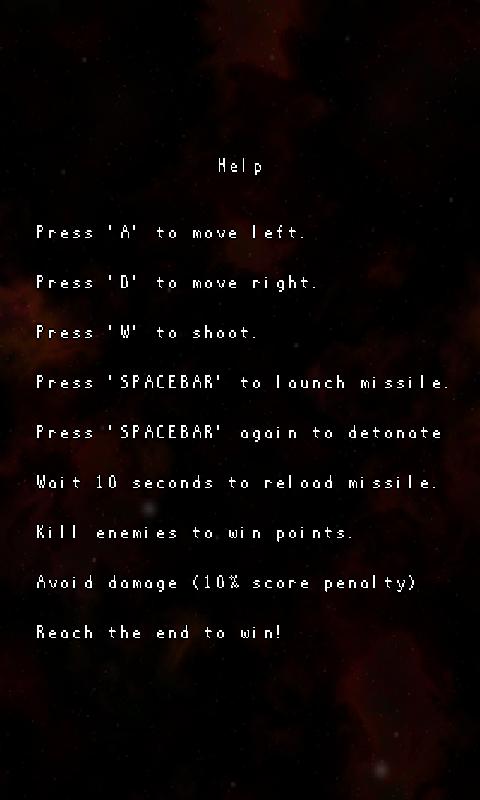 Help
Press 'A' to move left.
Press 'D' to move right.
Press 'W' to shoot.
Press 'SPACEBAR' to launch missile.
Press 'SPACEBAR' again to detonate
Wait 10 seconds to reload missile.
Kill enemies to win points.
Avoid damage (10% score penalty)
Reach the end to win!